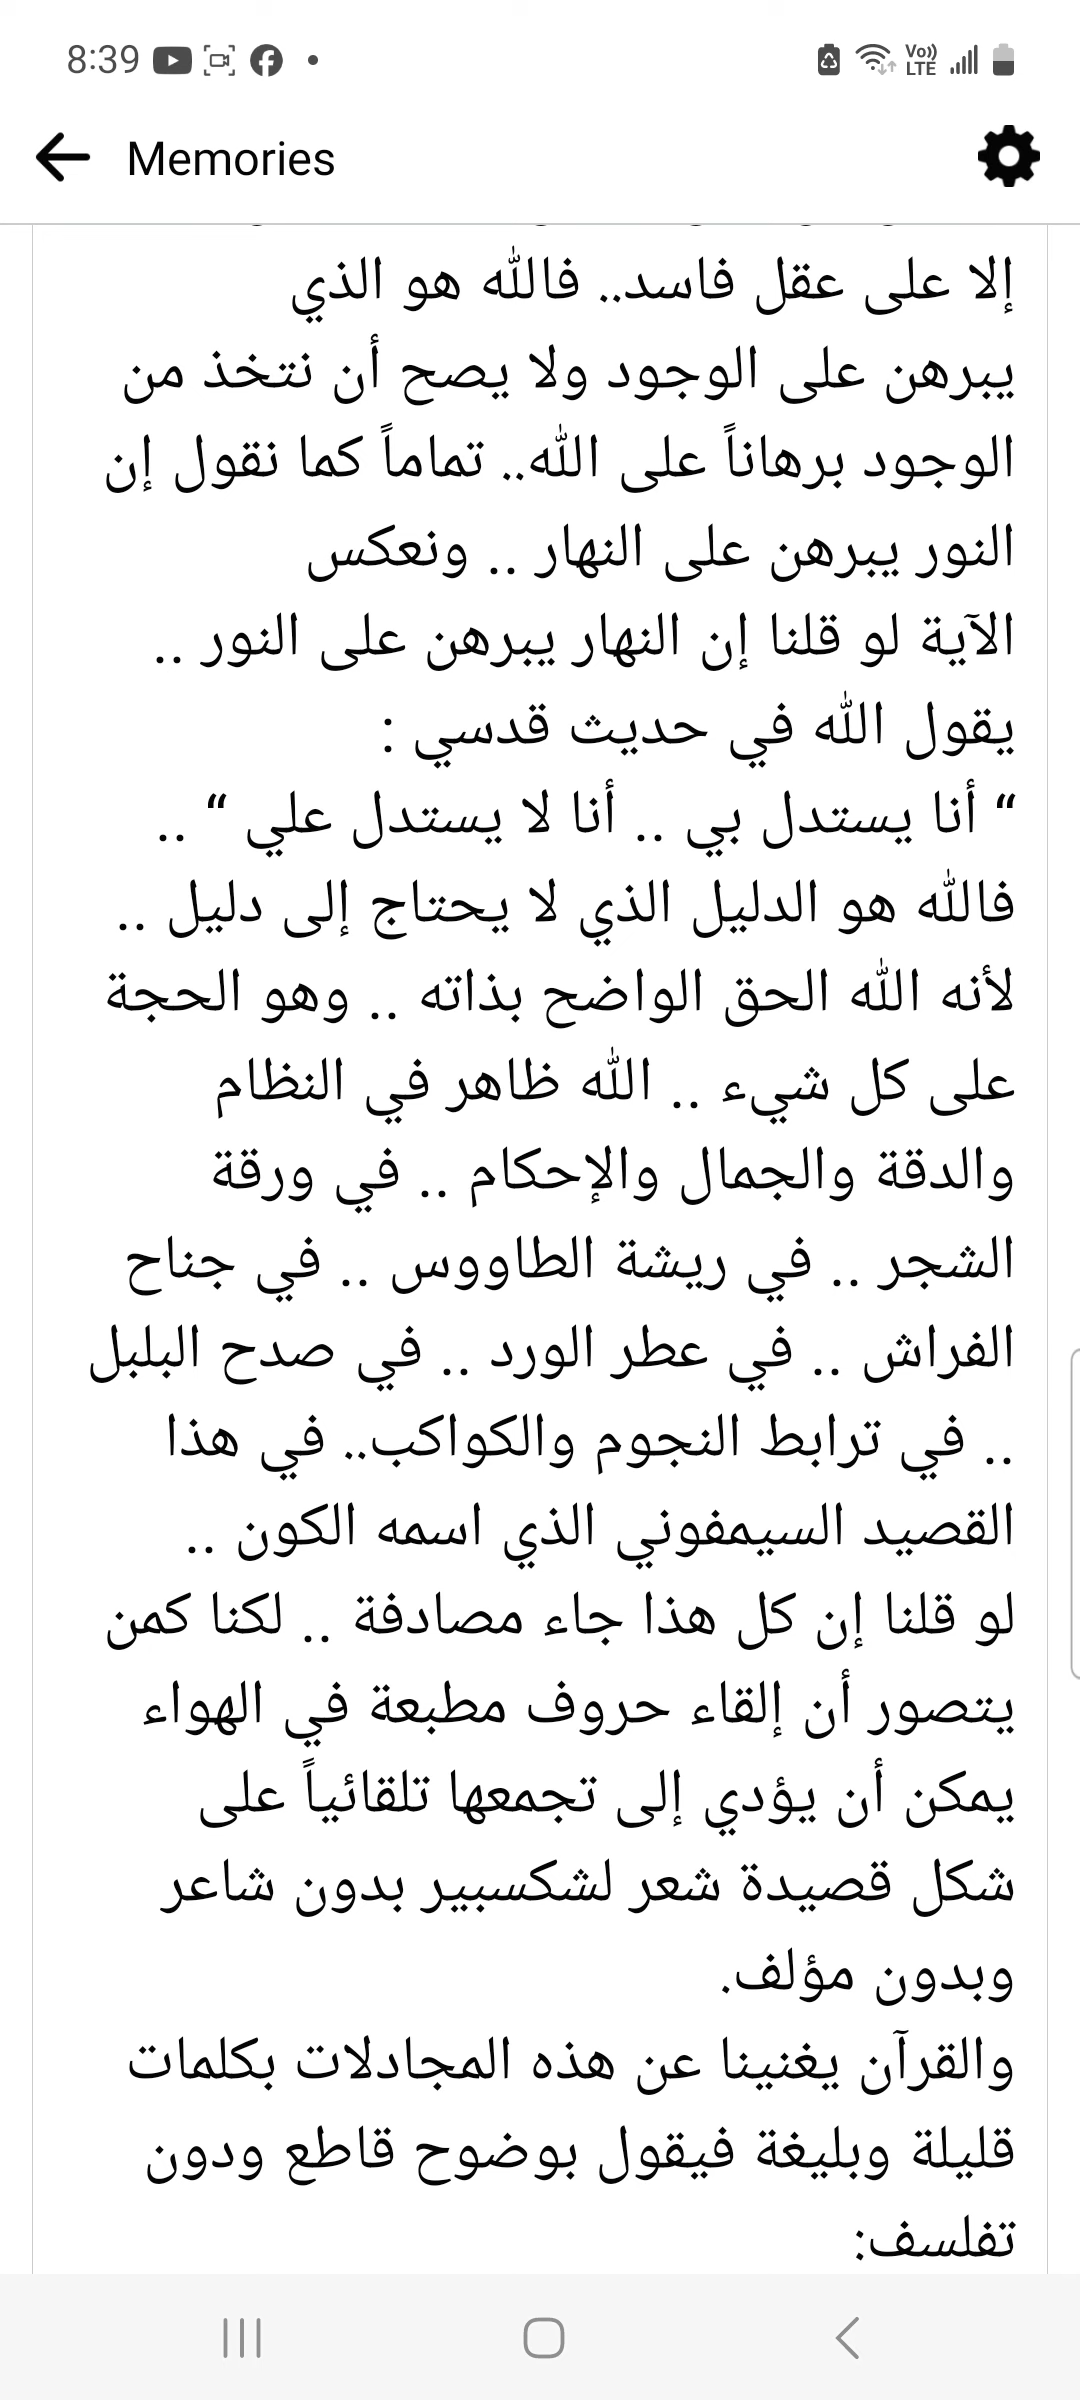 8:39
Vo)) LTE
Memories
إلا على عقل فاسد.. فالله هو الذي
يبرهن على الوجود ولا يصح أن نتخذ من
الوجود برهاناً على الله.. تماماً كما نقول إن
النور يبرهن على النهار .. ونعكس
الآية لو قلنا إن النهار يبرهن على النور ..
يقول الله في حديث قدسي :
“ أنا يستدل بي .. أنا لا يستدل علي “ ..
فالله هو الدليل الذي لا يحتاج إلى دليل ..
لأنه الله الحق الواضح بذاته .. وهو الحجة
على كل شيء .. الله ظاهر في النظام
والدقة والجمال والإحكام .. في ورقة
الشجر .. في ريشة الطاووس .. في جناح
الفراش .. في عطر الورد .. في صدح البلبل
.. في ترابط النجوم والكواكب.. في هذا
القصيد السيمفوني الذي اسمه الكون ..
لو قلنا إن كل هذا جاء مصادفة .. لكنا كمن
يتصور أن إلقاء حروف مطبعة في الهواء
يمكن أن يؤدي إلى تجمعها تلقائياً على
شكل قصيدة شعر لشكسبير بدون شاعر
وبدون مؤلف.
والقرآن يغنينا عن هذه المجادلات بكلمات
قليلة وبليغة فيقول بوضوح قاطع ودون
تفلسف: